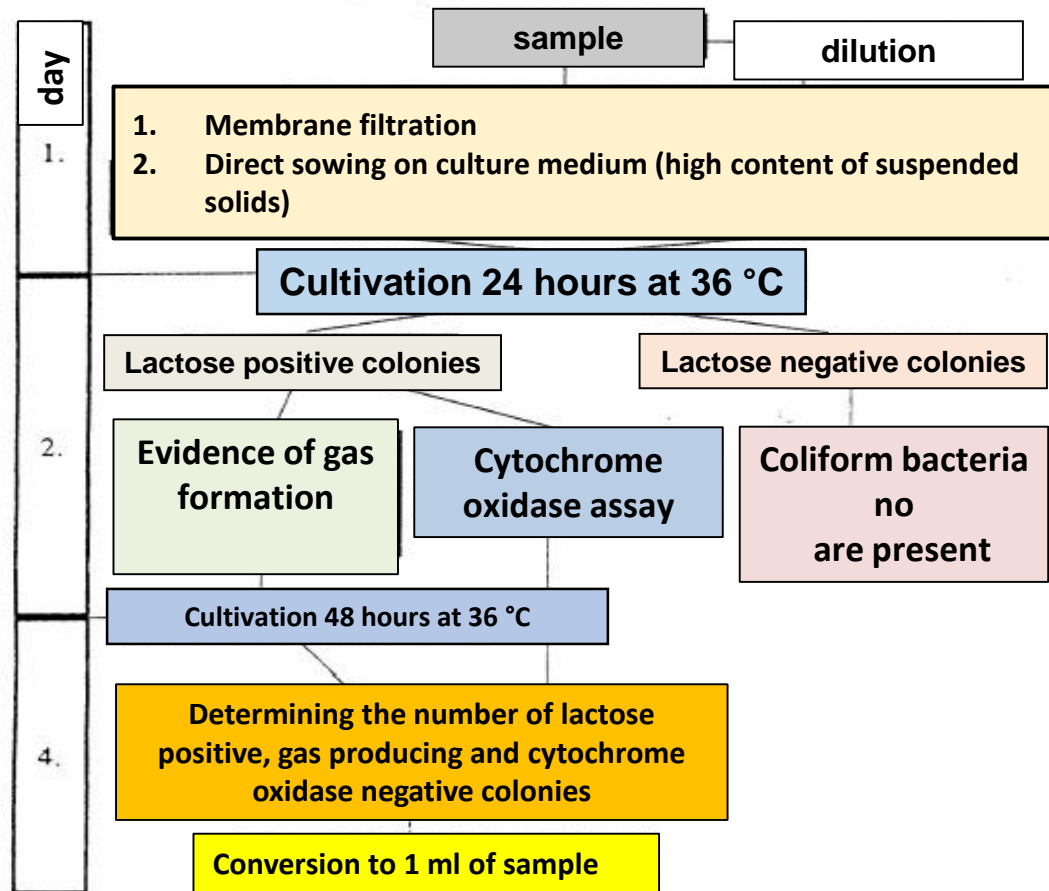 day
sample
dilution
1.
1. Membrane filtration
2. Direct sowing on culture medium (high content of suspended
solids)
Cultivation 24 hours at 36 °C
Lactose positive colonies
Lactose negative colonies
2.
Evidence of gas
formation
Cytochrome
oxidase assay
Coliform bacteria
no
are present
Cultivation 48 hours at 36 °C
4.
Determining the number of lactose
positive, gas producing and cytochrome
oxidase negative colonies
Conversion to 1 ml of sample